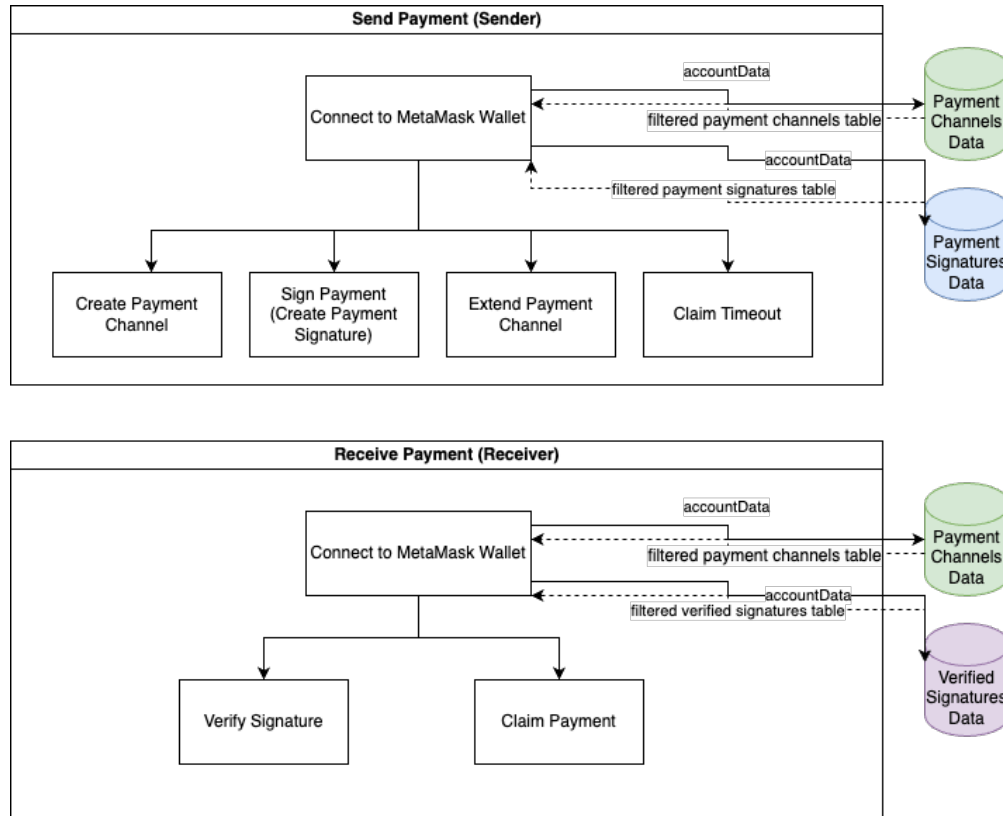 Send Payment (Sender)
accountData
Connect to MetaMask Wallet
filtered payment channels table
Payment
Channels
Data
accountData
filtered payment signatures table
Payment
Signatures
Data
Create Payment
Channel
Sign Payment
(Create Payment
Signature)
Extend Payment
Channel
Claim Timeout
Receive Payment (Receiver)
accountData
Connect to MetaMask Wallet
filtered payment channels table
Payment
Channels
Data
accountData
filtered verified signatures table
Verified
Signatures
Data
Verify Signature
Claim Payment